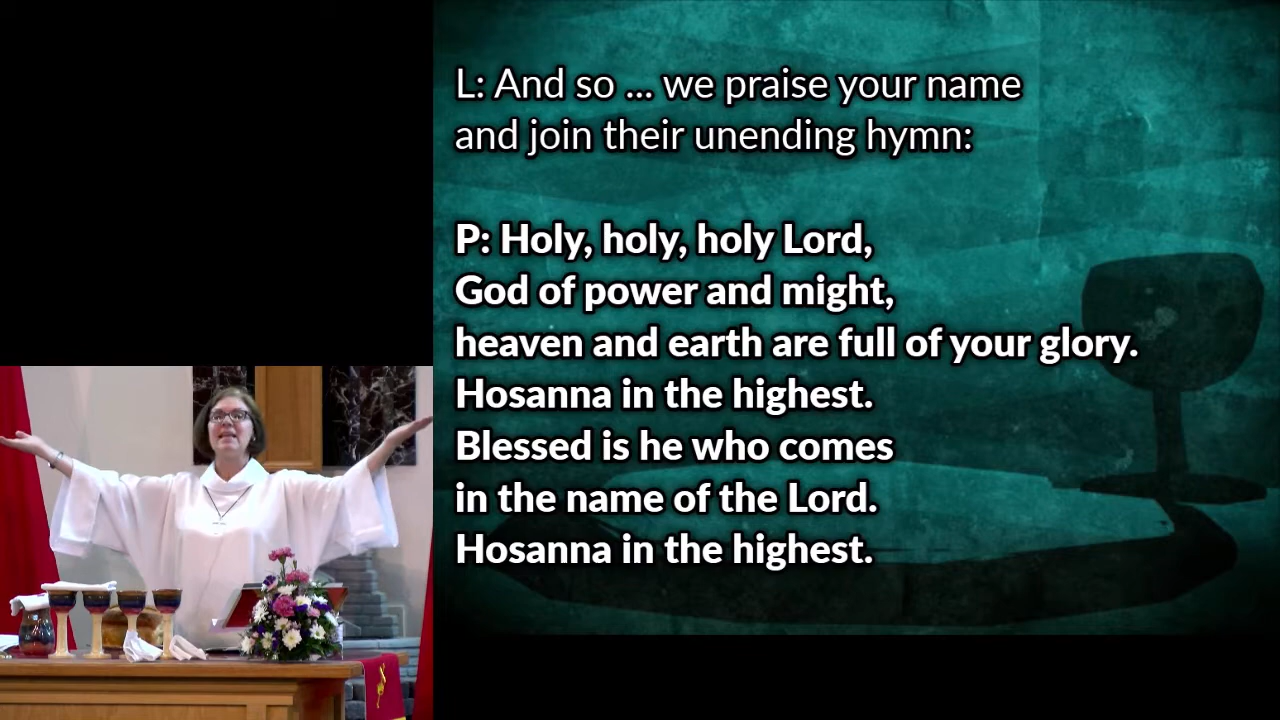 L: And so ... we praise your name
and join their unending hymn:
P: Holy, holy, holy Lord,
God of power and might,
heaven and earth are full of your glory.
Hosanna in the highest.
Blessed is he who comes
in the name of the Lord.
Hosanna in the highest.